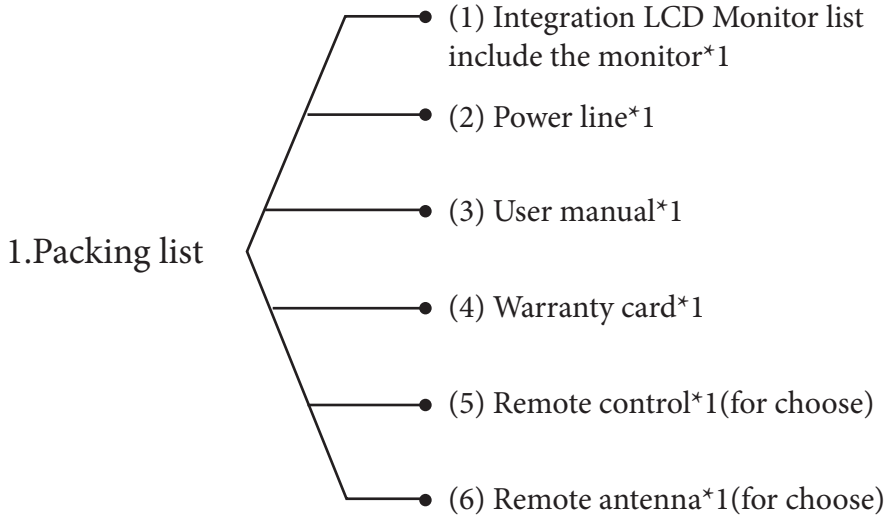 (1) Integration LCD Monitor list
include the monitor*1
(2) Power line*1
(3) User manual*1
1.Packing list
(4) Warranty card*1
(5) Remote control*1(for choose)
(6) Remote antenna*1(for choose)